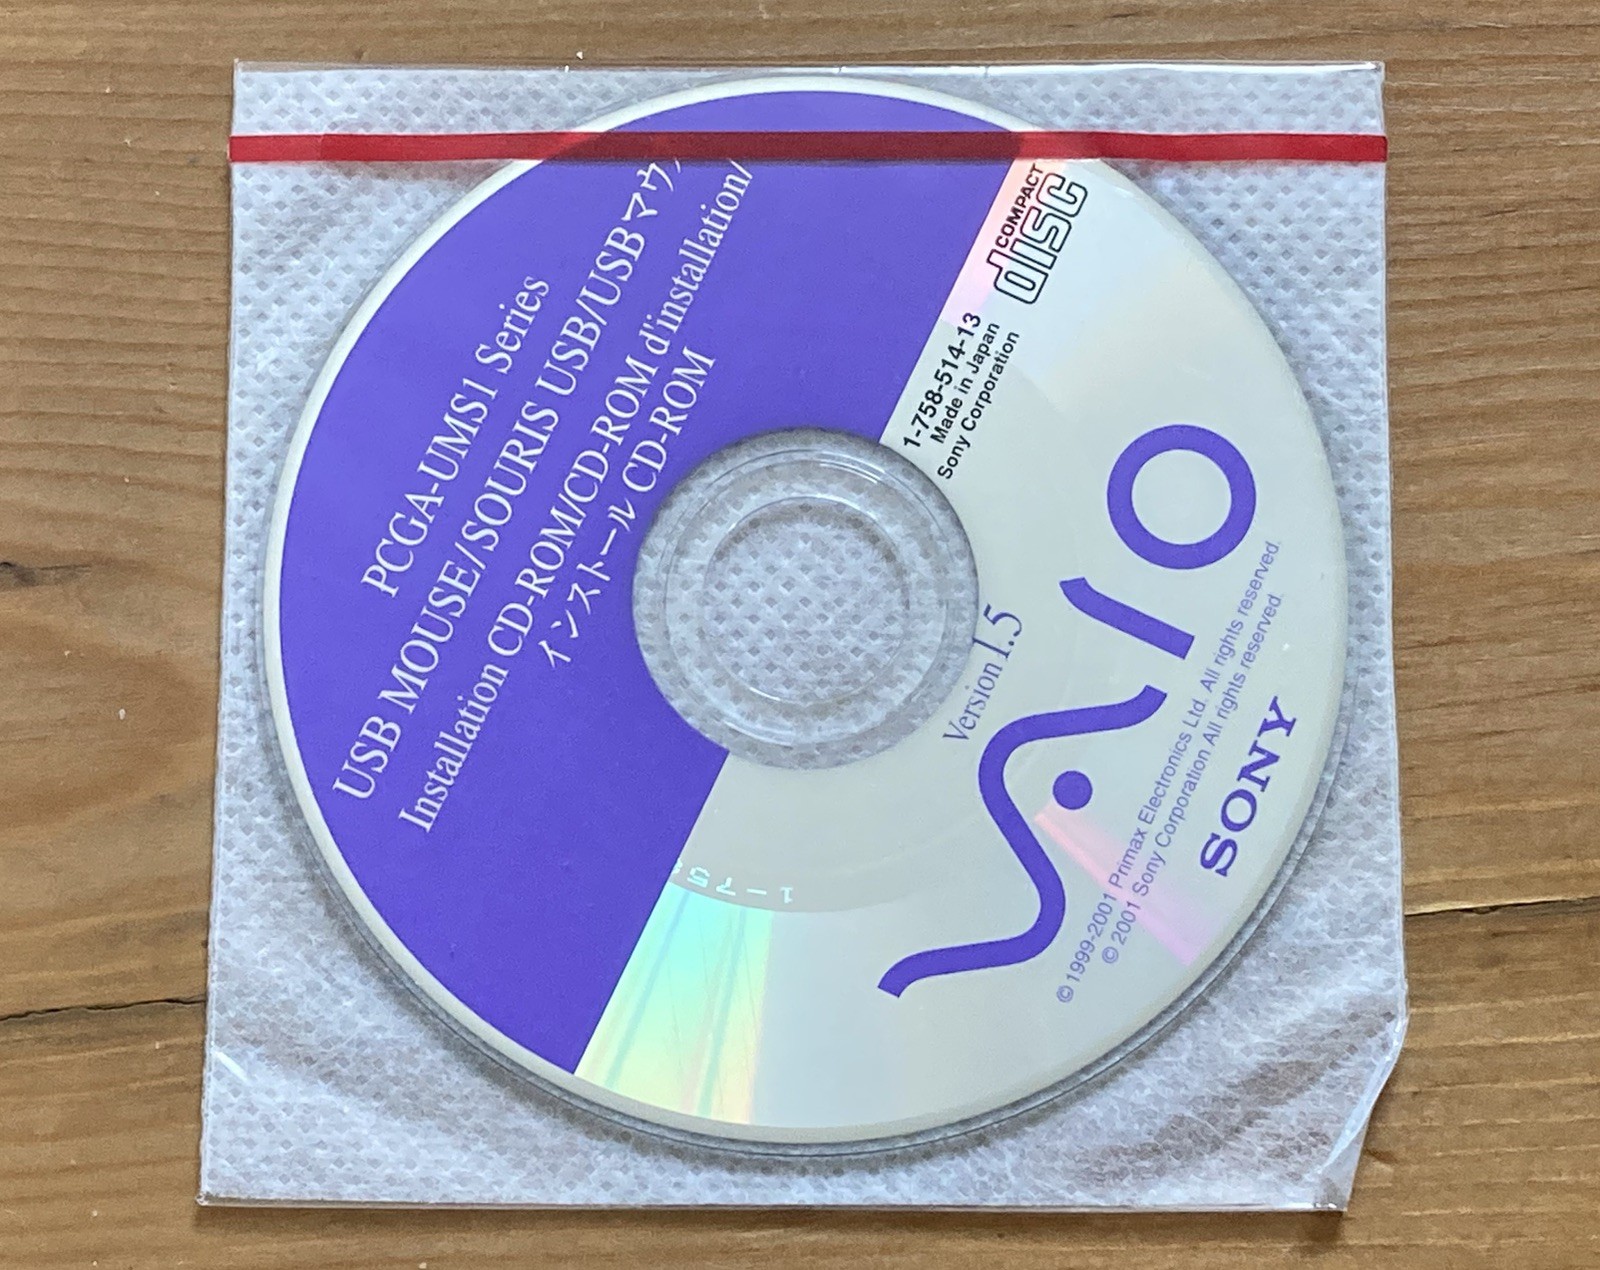 PCGA-UMS1 Series
USB MOUSE/SOURIS USB/USBマウ
Installation CD-ROM/CD-ROM d'installation/
インストール CD-ROM
COMPACT
disc
1-758-514-13
Made in Japan
Sony Corporation
Version 1.5
VAIO
© 1999-2001 Primax Electronics Ltd. All rights reserved.
© 2001 Sony Corporation All rights reserved.
SONY